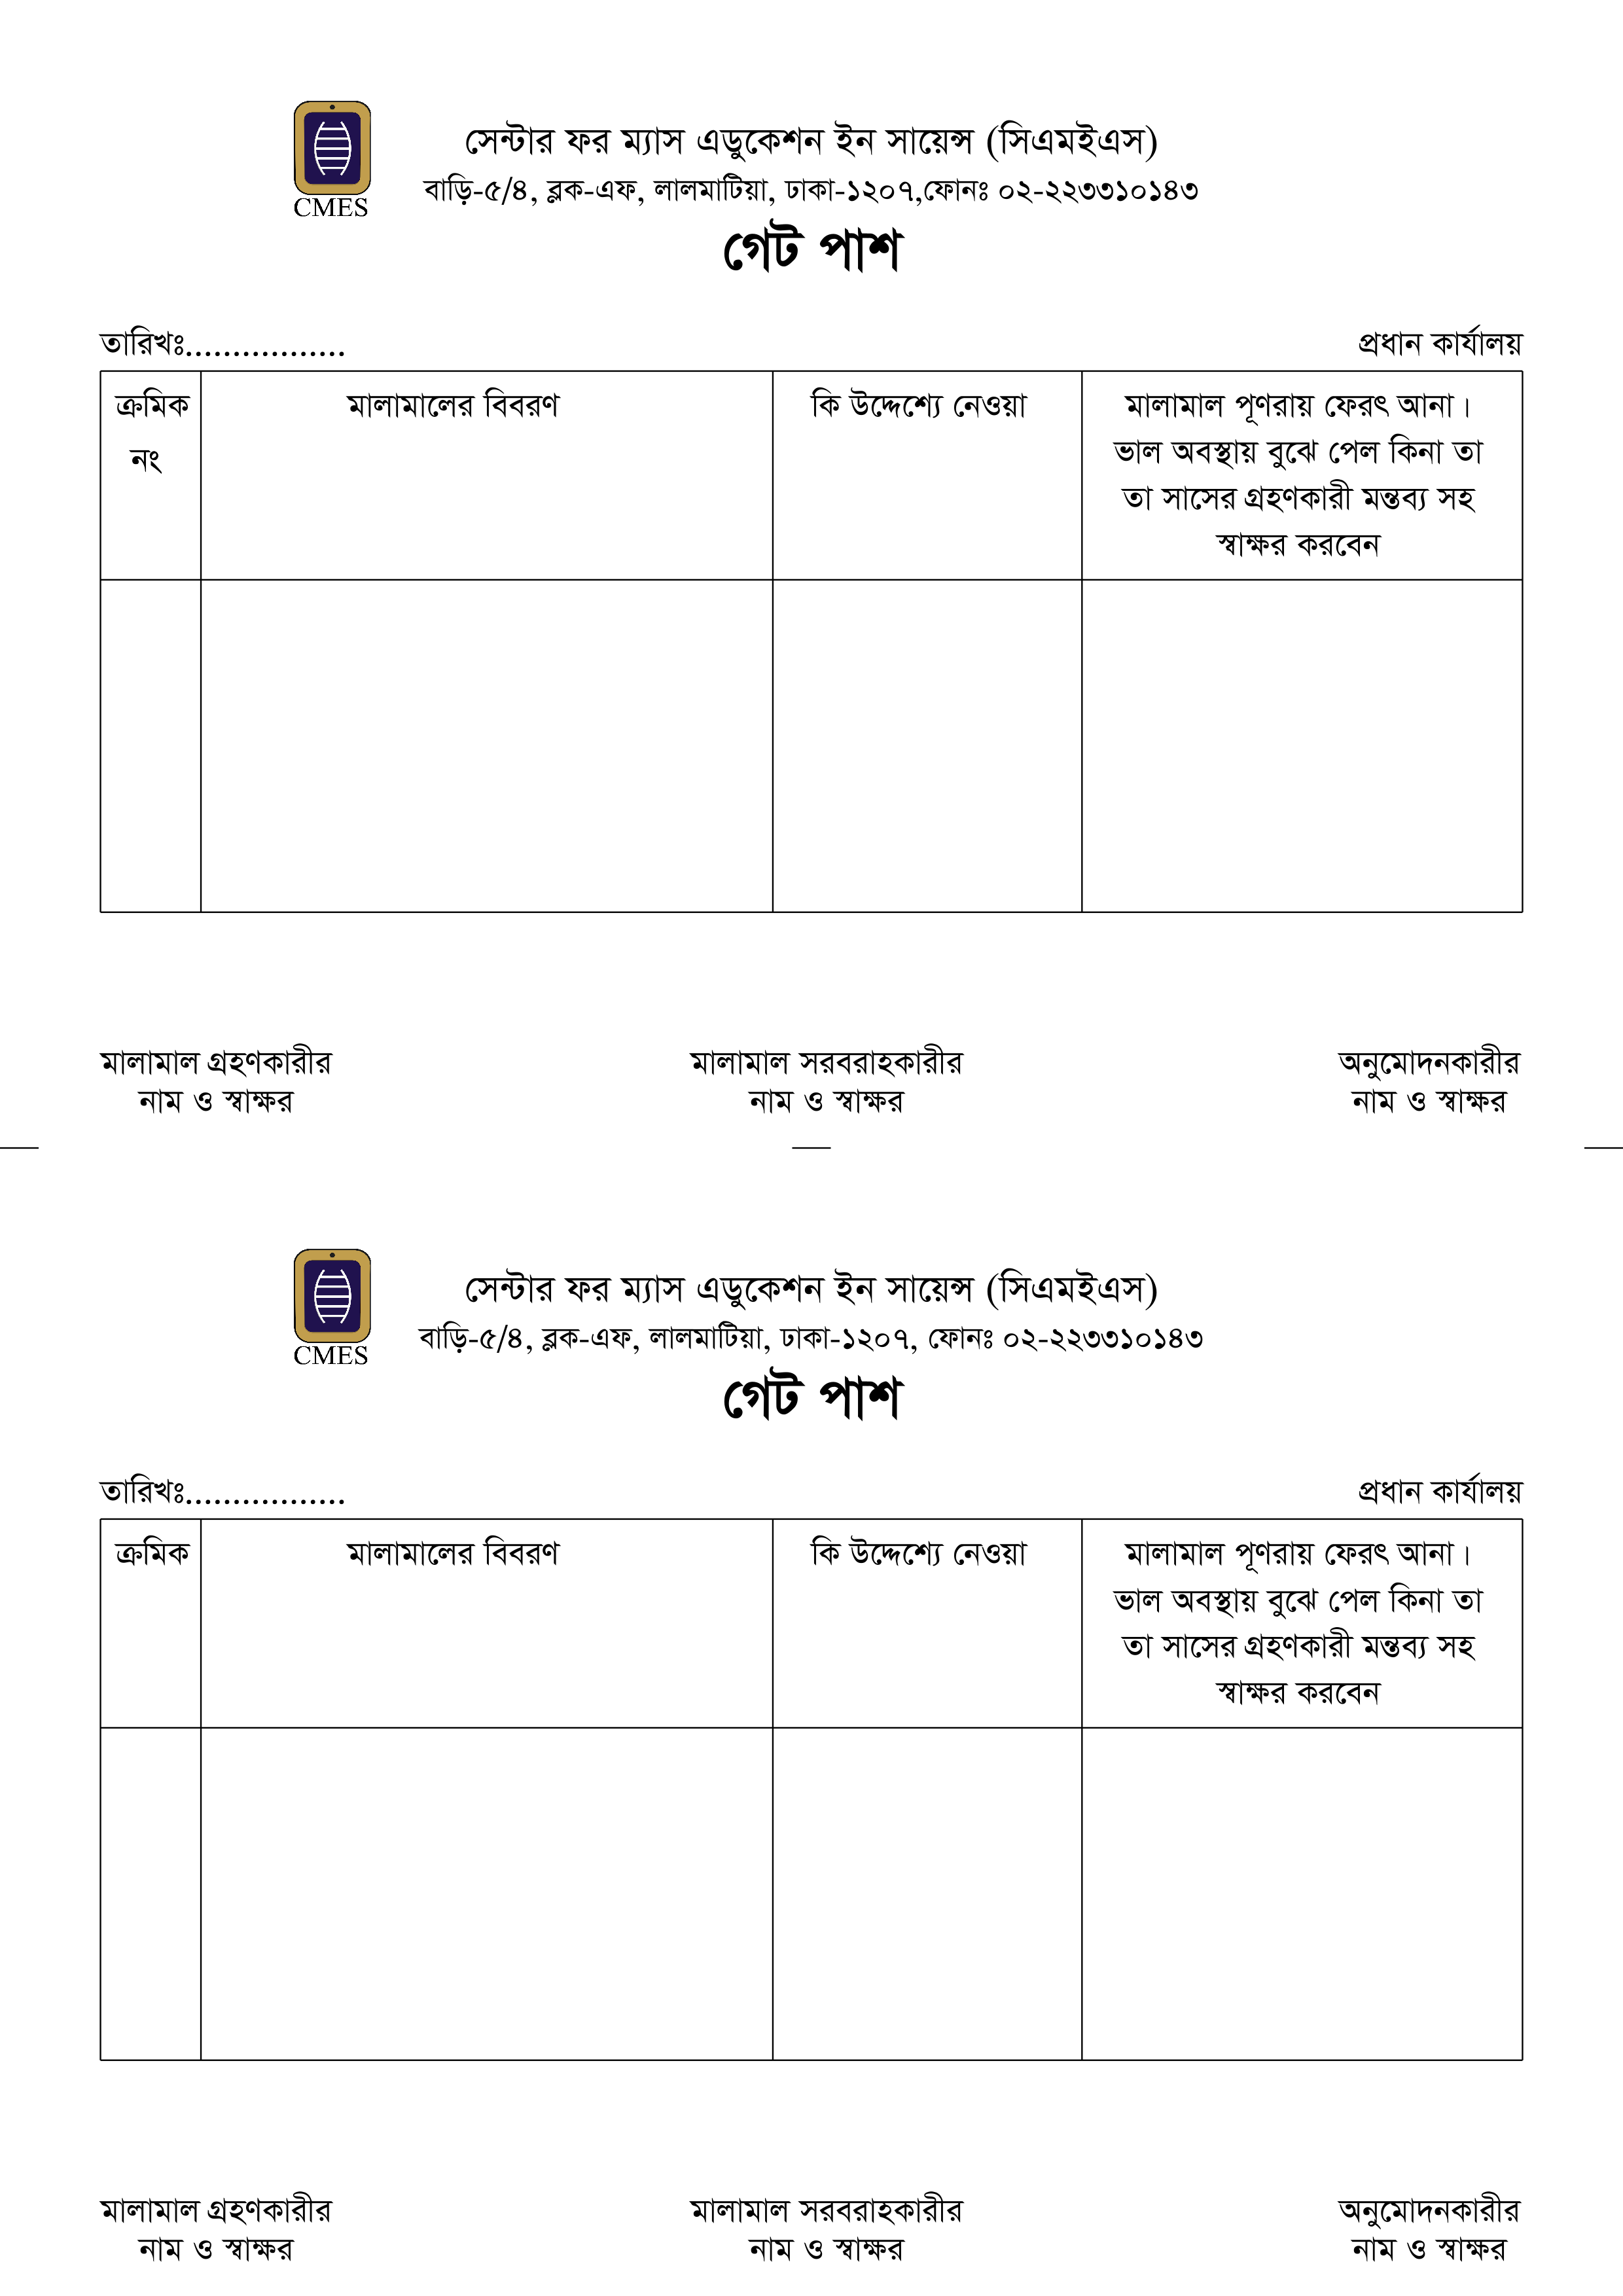 সেন্টার ফর ম্যাস এডুকেশন ইন সায়েন্স (সিএমইএস)
বাড়ি-৫/৪, ব্লক-এফ, লালমাটিয়া, ঢাকা-১২০৭,ফোনঃ ০২-২২৩৩১০১৪৩
CMES
গেট পাশ
তারিখঃ.................
প্রধান কার্যালয়
ক্রমিক
নং
মালামালের বিবরণ
কি উদ্দেশ্যে নেওয়া
মালামাল পূণরায় ফেরৎ আনা।
ভাল অবস্থায় বুঝে পেল কিনা তা
তা সাসের গ্রহণকারী মন্তব্য সহ
স্বাক্ষর করবেন
মালামাল গ্রহণকারীর
নাম ও স্বাক্ষর
মালামাল সরবরাহকারীর
নাম ও স্বাক্ষর
অনুমোদনকারীর
নাম ও স্বাক্ষর
সেন্টার ফর ম্যাস এডুকেশন ইন সায়েন্স (সিএমইএস)
বাড়ি-৫/৪, ব্লক-এফ, লালমাটিয়া, ঢাকা-১২০৭, ফোনঃ ০২-২২৩৩১০১৪৩
CMES
গেট পাশ
তারিখঃ.................
প্রধান কার্যালয়
ক্রমিক
মালামালের বিবরণ
কি উদ্দেশ্যে নেওয়া
মালামাল পূণরায় ফেরৎ আনা।
ভাল অবস্থায় বুঝে পেল কিনা তা
তা সাসের গ্রহণকারী মন্তব্য সহ
স্বাক্ষর করবেন
মালামাল গ্রহণকারীর
নাম ও স্বাক্ষর
মালামাল সরবরাহকারীর
নাম ও স্বাক্ষর
অনুমোদনকারীর
নাম ও স্বাক্ষর